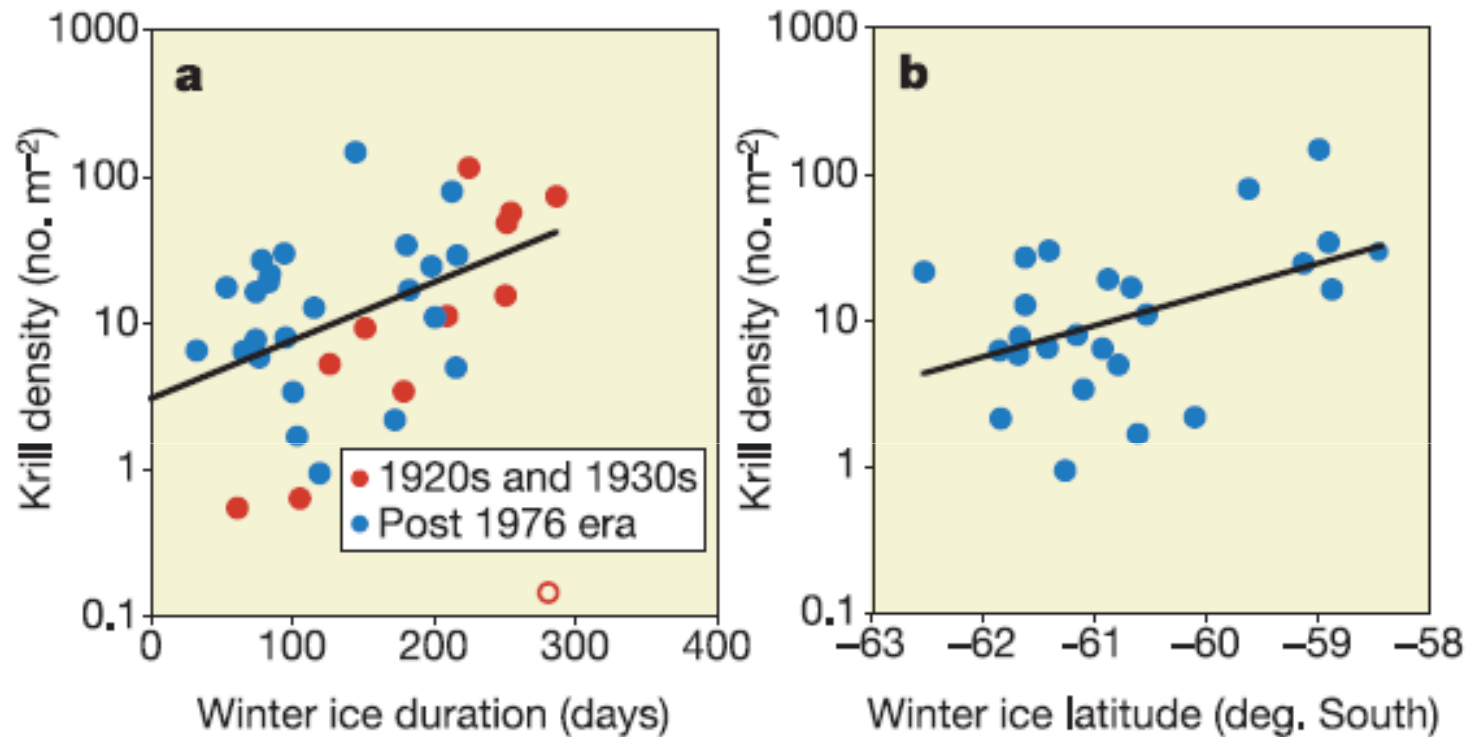 a
1000
100
10
1
0.1
0
100
200
300
400
Krill density (no. m⁻²)
Winter ice duration (days)
1920s and 1930s
Post 1976 era
b
1000
100
10
1
0.1
–63
–62
–61
–60
–59
–58
Krill density (no. m⁻²)
Winter ice latitude (deg. South)